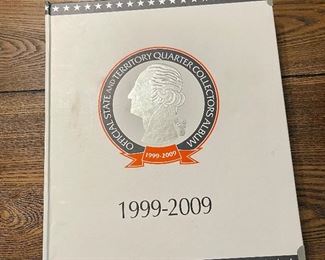 OFFICIAL STATE AND TERRITORY QUARTER COLLECTORS ALBUM
1999-2009
1999-2009